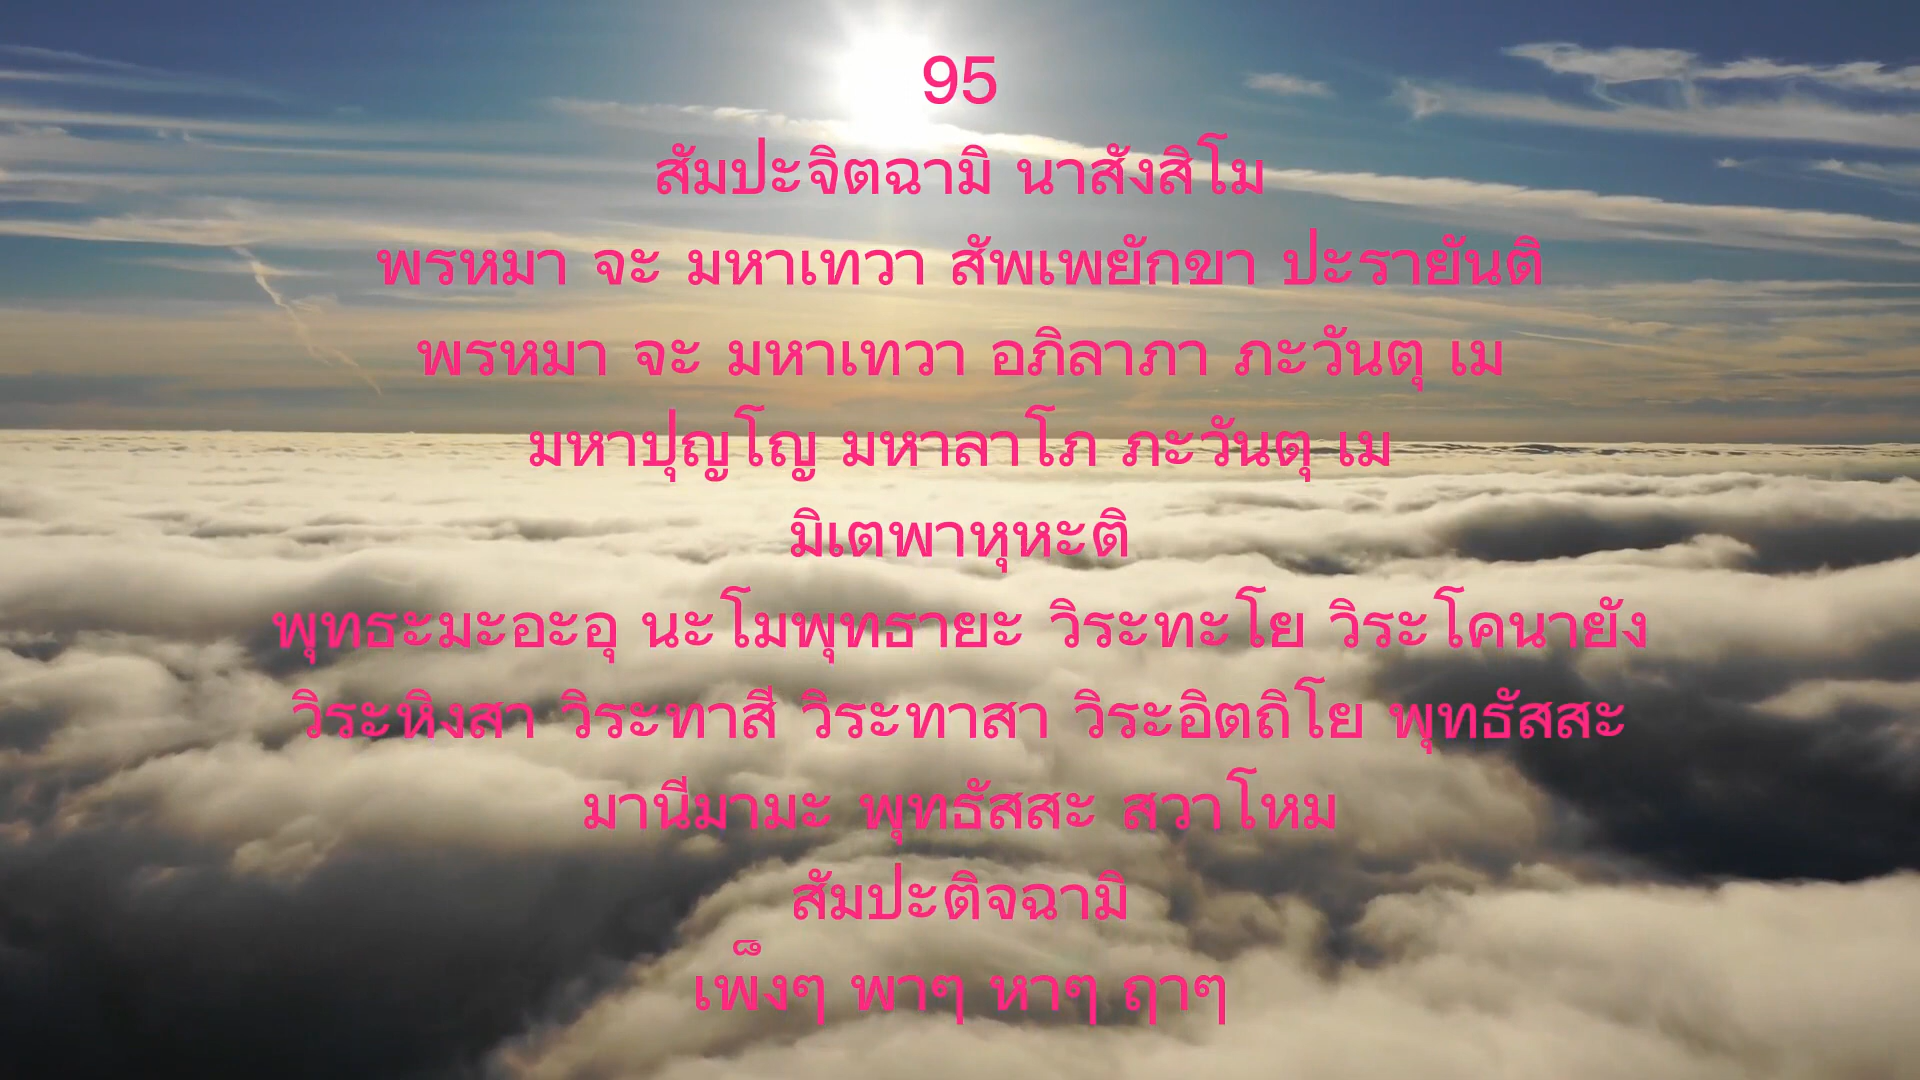 95
สัมปะจิตฉามิ นาสังสิโม
พรหมา จะ มหาเทวา สัพเพยักขา ปะรายันติ
พรหมา จะ มหาเทวา อภิลาภา ภะวันตุ เม
มหาปุญโญ มหาลาโภ ภะวันตุ เม
มิเตพาหุหะติ
พุทธะมะอะอุ นะโมพุทธายะ วิระทะโย วิระโคนายัง
วิระหิงสา วิระทาสี วิระทาสา วิระอิตถิโย พุทธัสสะ
มานีมามะ พุทธัสสะ สวาโหม
สัมปะติจฉามิ
เพ็งๆ พาๆ หาๆ ฤาๆ